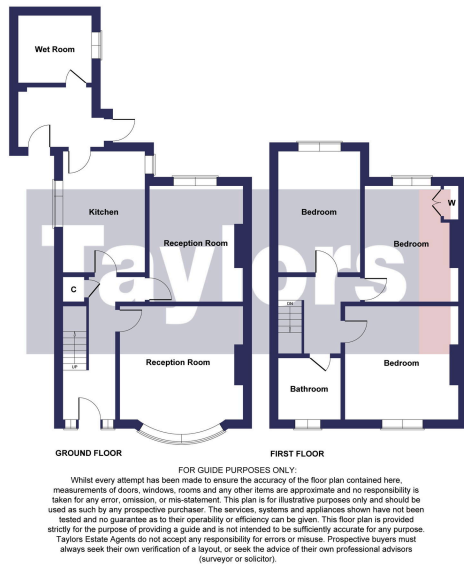 Wet Room
Kitchen
Reception Room
C
UP
Reception Room
Bedroom
W
Bedroom
DN
Bedroom
Bathroom
Taylors
GROUND FLOOR
FIRST FLOOR
FOR GUIDE PURPOSES ONLY:
Whilst every attempt has been made to ensure the accuracy of the floor plan contained here,
measurements of doors, windows, rooms and any other items are approximate and no responsibility is
taken for any error, omission, or mis-statement. This plan is for illustrative purposes only and should be
used as such by any prospective purchaser. The services, systems and appliances shown have not been
tested and no guarantee as to their operability or efficiency can be given. This floor plan is provided
strictly for the purpose of providing a guide and is not intended to be sufficiently accurate for any purpose.
Taylors Estate Agents do not accept any responsibility for errors or misuse. Prospective buyers must
always seek their own verification of a layout, or seek the advice of their own professional advisors
(surveyor or solicitor).